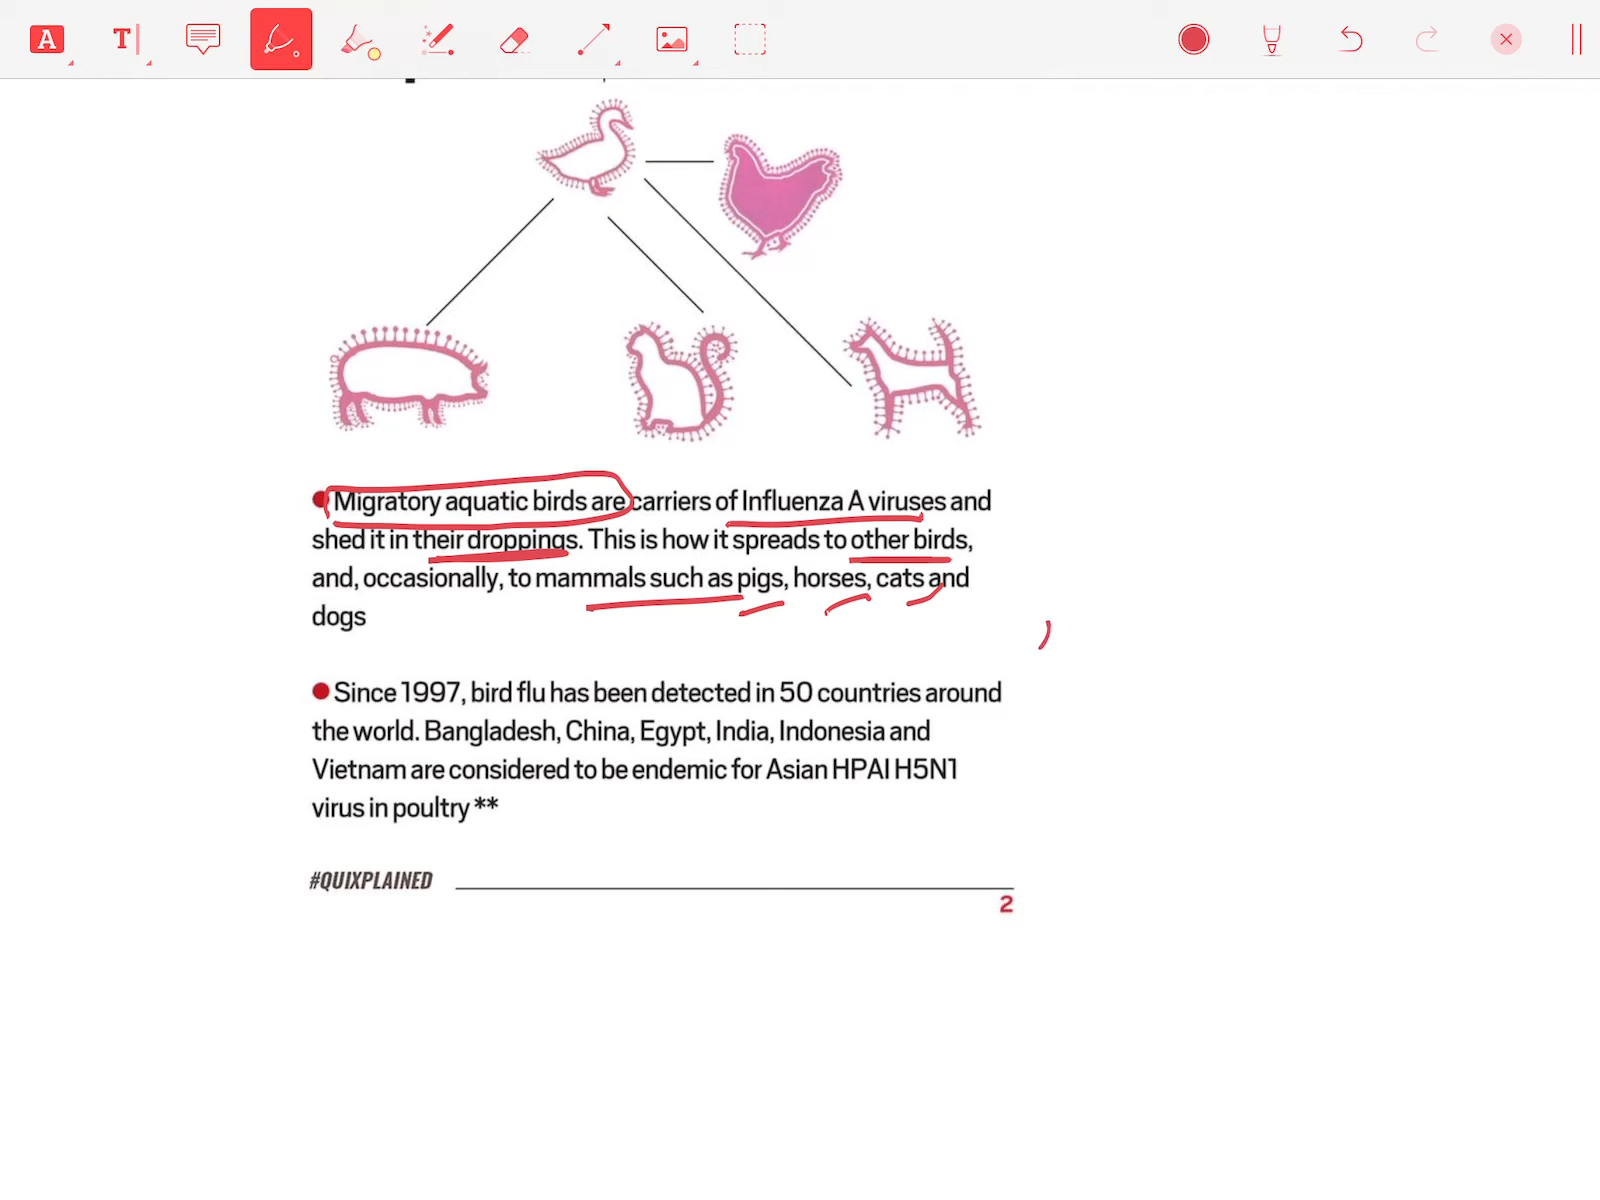 A
T
Migratory aquatic birds are carriers of Influenza A viruses and
shed it in their droppings. This is how it spreads to other birds,
and, occasionally, to mammals such as pigs, horses, cats and
dogs
Since 1997, bird flu has been detected in 50 countries around
the world. Bangladesh, China, Egypt, India, Indonesia and
Vietnam are considered to be endemic for Asian HPAI H5N1
virus in poultry **
#QUIXPLAINED
2